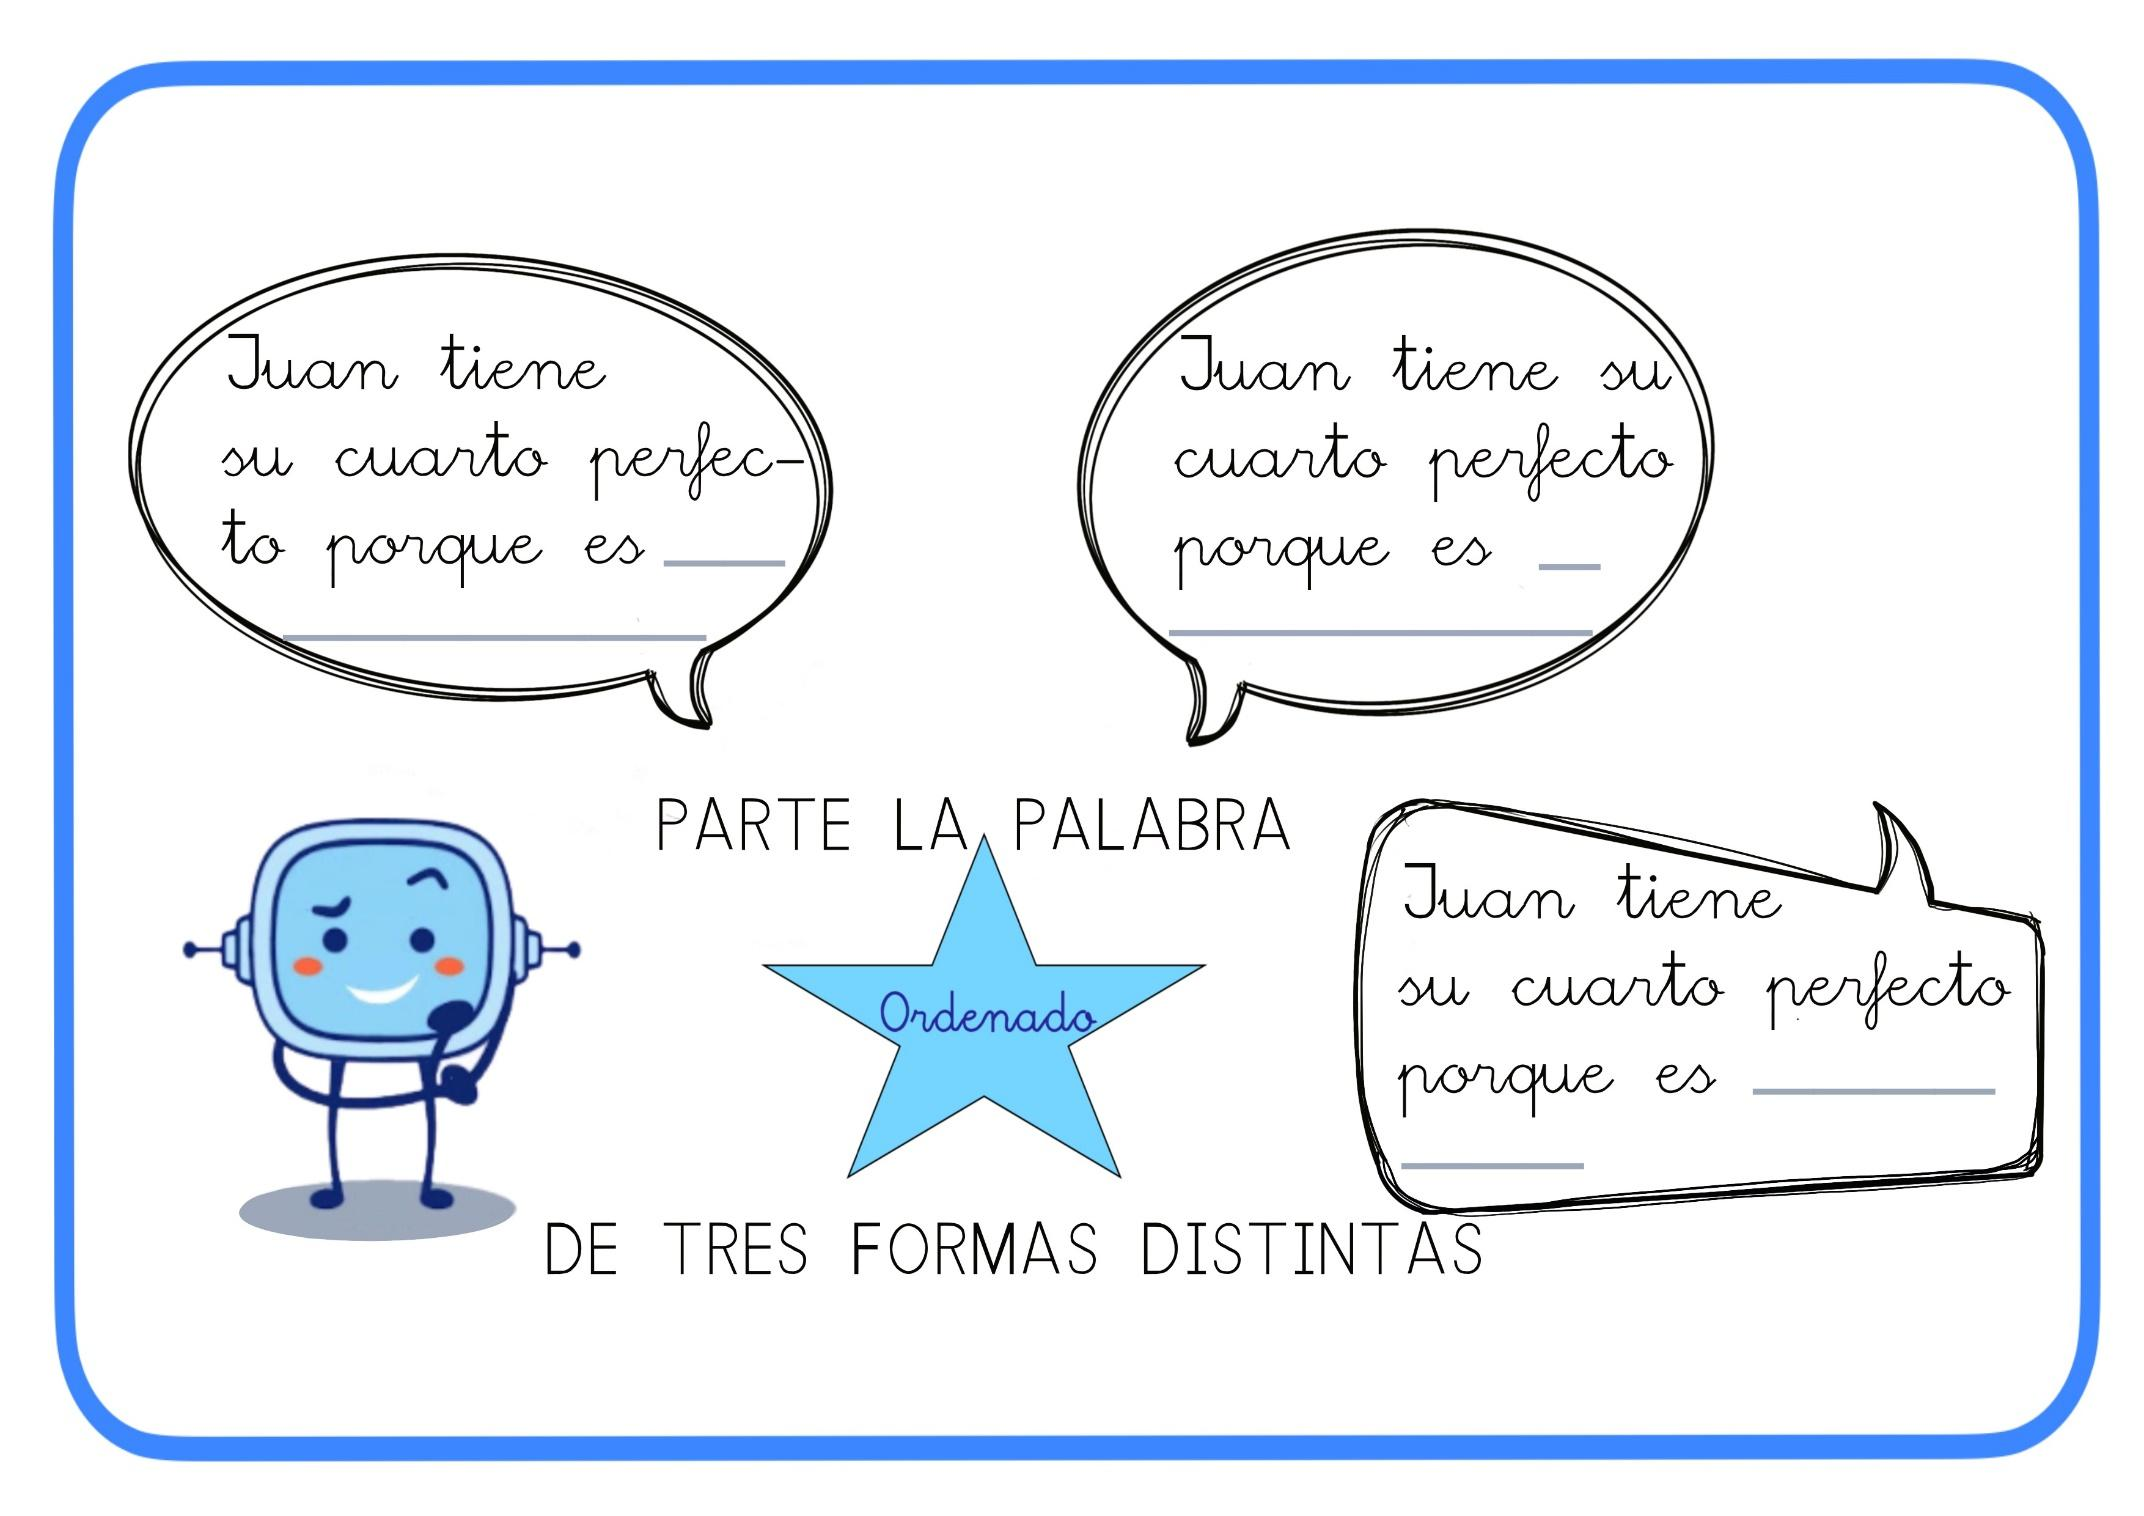 Juan tiene
su cuarto perfec-
to porque es
Juan tiene su
cuarto perfecto
porque es
PARTE LA PALABRA
Ordenado
DE TRES FORMAS DISTINTAS
Juan tiene
su cuarto perfecto
porque es